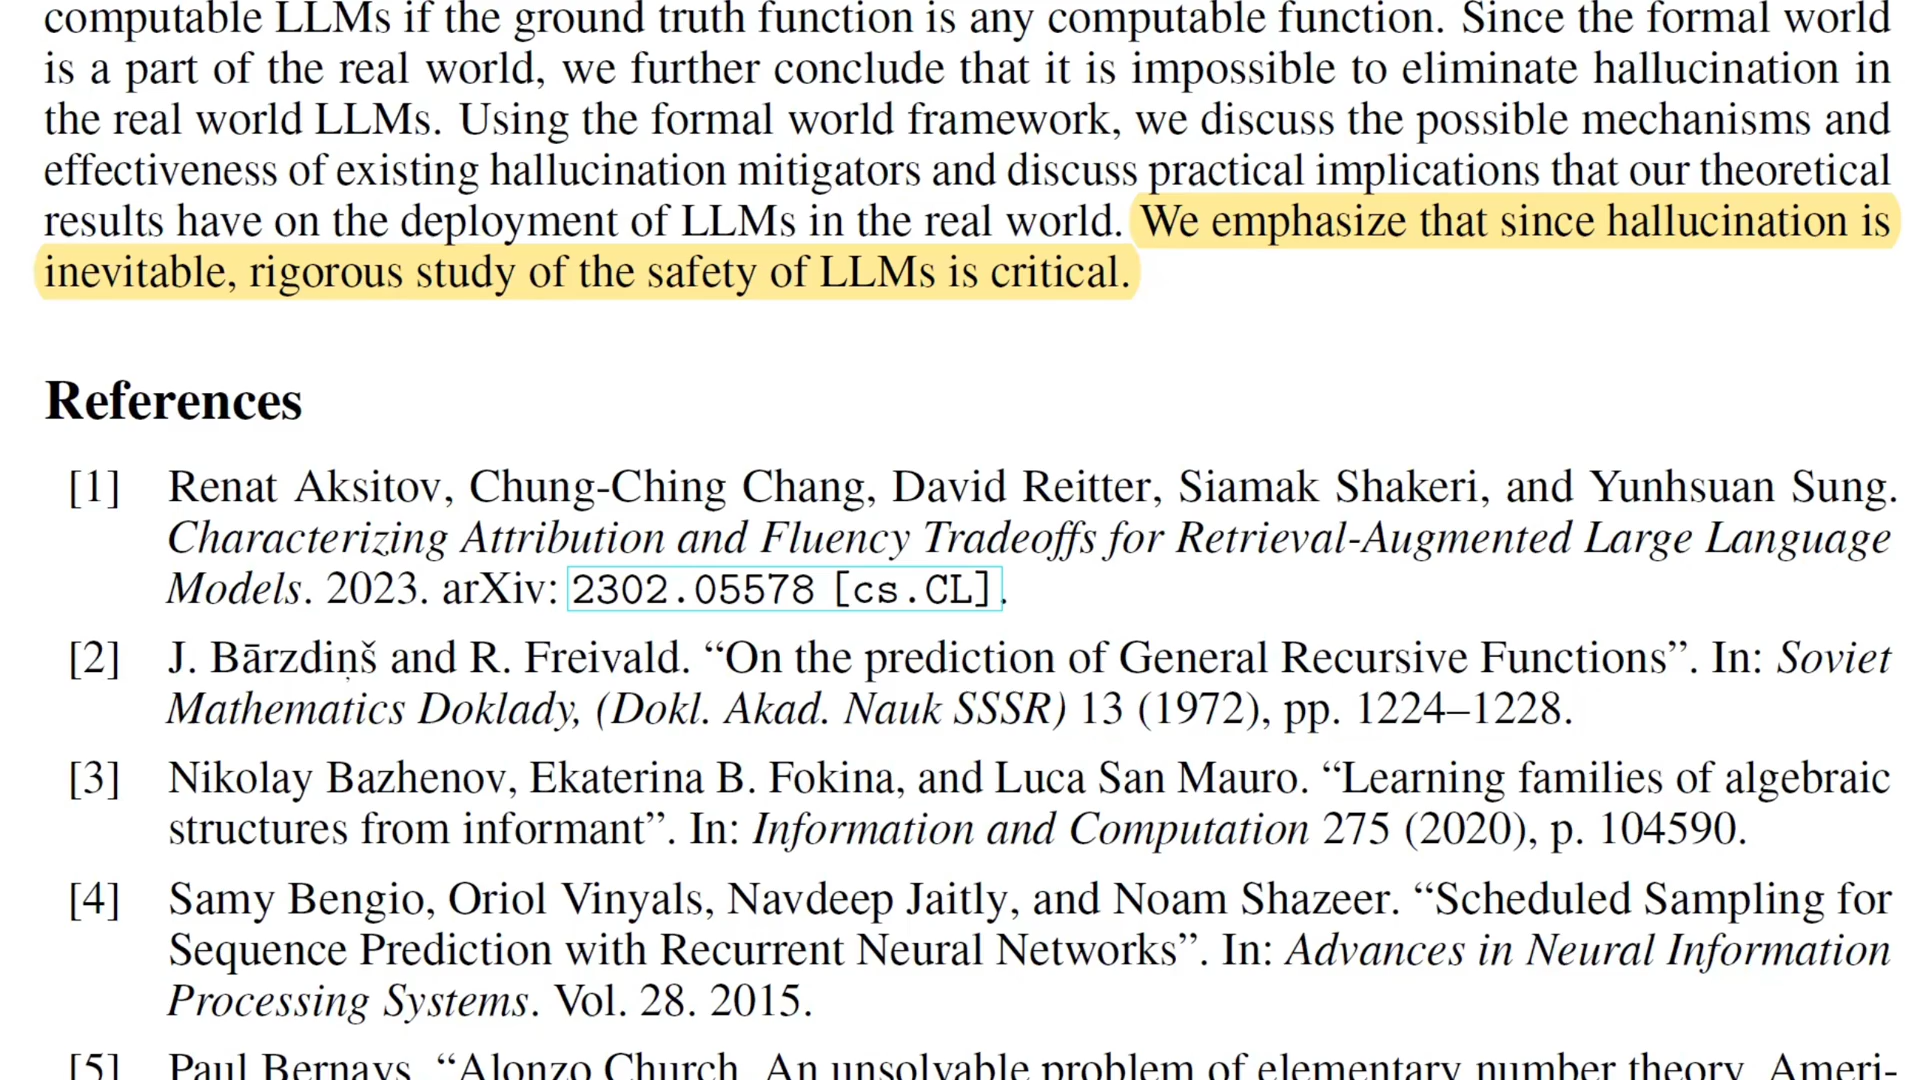 computable LLMs if the ground truth function is any computable function. Since the formal world
is a part of the real world, we further conclude that it is impossible to eliminate hallucination in
the real world LLMs. Using the formal world framework, we discuss the possible mechanisms and
effectiveness of existing hallucination mitigators and discuss practical implications that our theoretical
results have on the deployment of LLMs in the real world. We emphasize that since hallucination is
inevitable, rigorous study of the safety of LLMs is critical.
References
[1] Renat Aksitov, Chung-Ching Chang, David Reitter, Siamak Shakeri, and Yunhsuan Sung.
Characterizing Attribution and Fluency Tradeoffs for Retrieval-Augmented Large Language
Models. 2023. arXiv: 2302.05578 [cs.CL].
[2] J. Bārzdiņš and R. Freivald. “On the prediction of General Recursive Functions”. In: Soviet
Mathematics Doklady, (Dokl. Akad. Nauk SSSR) 13 (1972), pp. 1224–1228.
[3] Nikolay Bazhenov, Ekaterina B. Fokina, and Luca San Mauro. “Learning families of algebraic
structures from informant”. In: Information and Computation 275 (2020), p. 104590.
[4] Samy Bengio, Oriol Vinyals, Navdeep Jaitly, and Noam Shazeer. “Scheduled Sampling for
Sequence Prediction with Recurrent Neural Networks”. In: Advances in Neural Information
Processing Systems. Vol. 28. 2015.
[5] Paul Bernays. “Alonzo Church. An unsolvable problem of elementary number theory. Ameri-